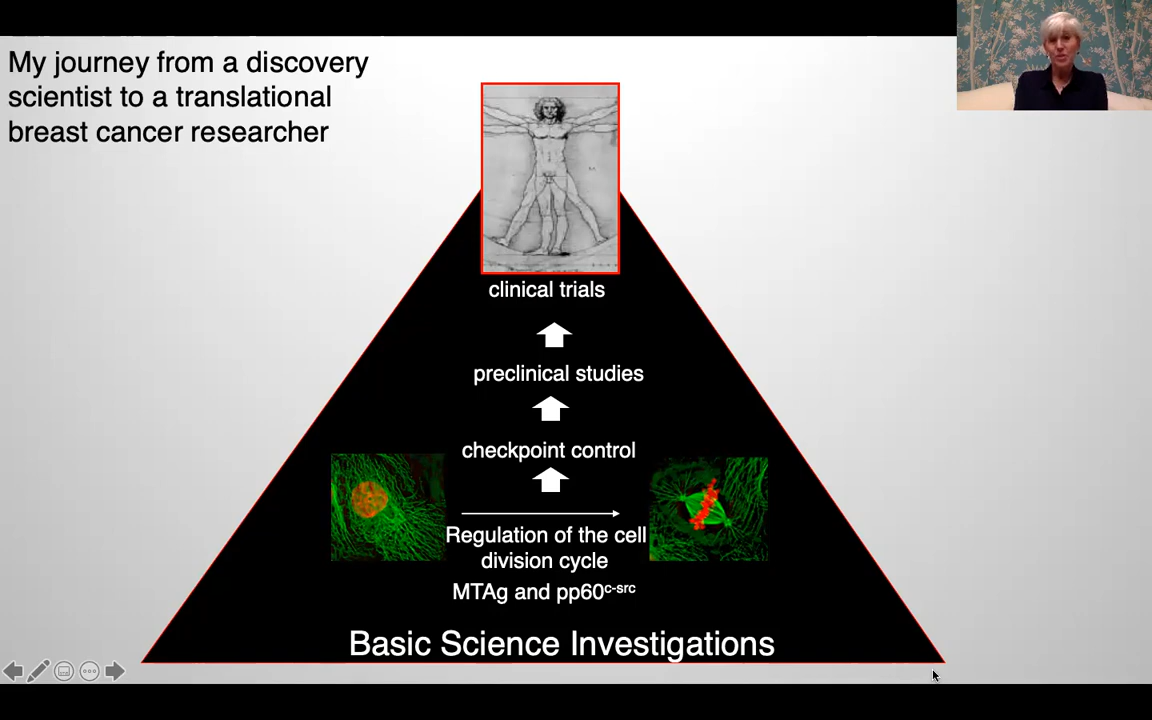 My journey from a discovery
scientist to a translational
breast cancer researcher
clinical trials
preclinical studies
checkpoint control
Regulation of the cell
division cycle
MTAg and pp60c-src
Basic Science Investigations